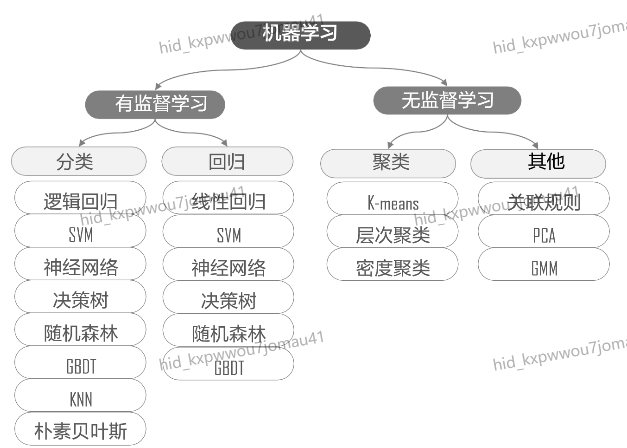 机器学习
有监督学习
无监督学习
分类
回归
聚类
其他
逻辑回归
SVM
神经网络
决策树
随机森林
GBDT
KNN
朴素贝叶斯
线性回归
SVM
神经网络
决策树
随机森林
GBDT
K-means
层次聚类
密度聚类
关联规则
PCA
GMM
hid_kxpwwou7jomau41
hid_kxpwwou7joma
hid_kxpwwou7jomau41
hid_kxpwwou7jomau41
hid_kxpwwou7jomau41
hid_kxpwwou7joma